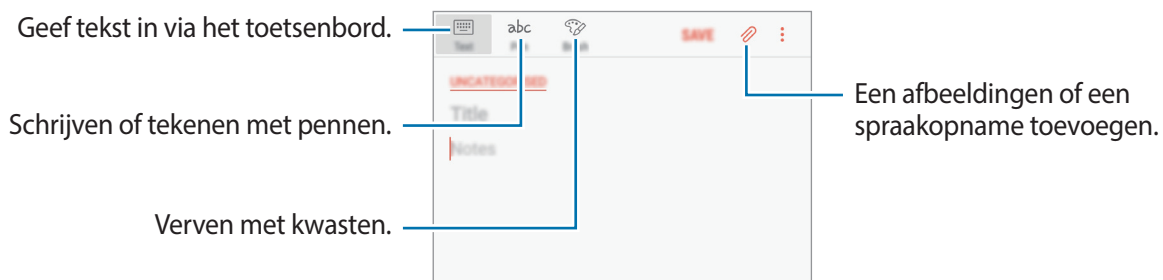 Geef tekst in via het toetsenbord.
abc
SAVE
UNCATEGORISED
Title
Notes
Schrijven of tekenen met pennen.
Verven met kwasten.
Een afbeeldingen of een
spraakopname toevoegen.